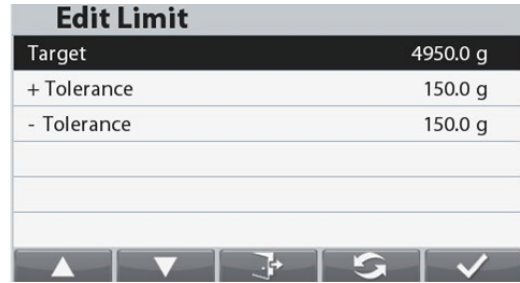 Edit Limit
Target 4950.0 g
+ Tolerance 150.0 g
- Tolerance 150.0 g